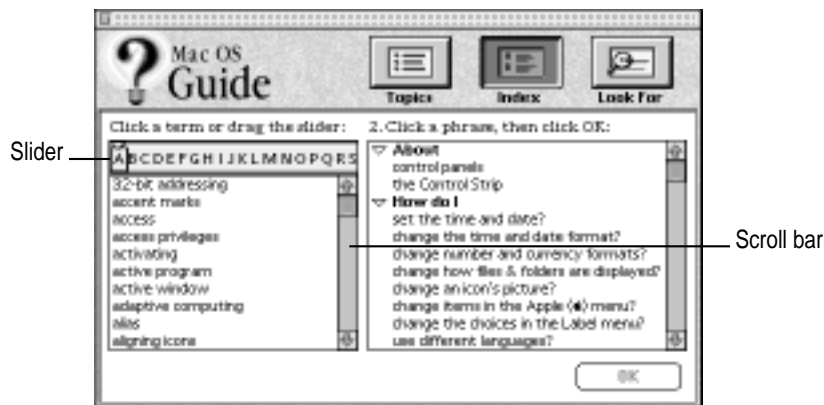 Mac OS
Guide
Topics
Index
Look For
Click a term or drag the slider:
2. Click a phrase, then click OK:
Slider
A B C D E F G H I J K L M N O P Q R S
32-bit addressing
accent marks
access
access privileges
activating
active program
active window
adaptive computing
alias
aligning icons
About
control panels
the Control Strip
How do I
set the time and date?
change the time and date format?
change number and currency formats?
change how files & folders are displayed?
change an icon's picture?
change items in the Apple () menu?
change the choices in the Label menu?
use different languages?
Scroll bar
OK